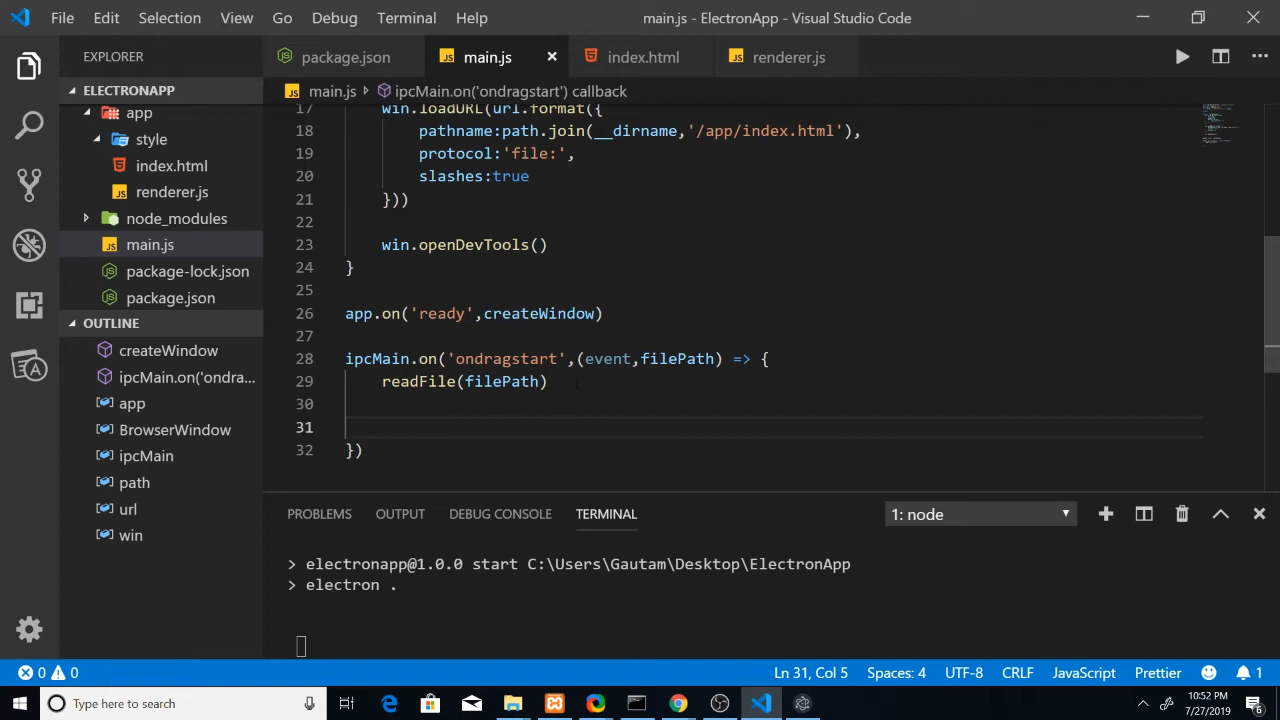 File Edit Selection View Go Debug Terminal Help main.js - ElectronApp - Visual Studio Code
EXPLORER
package.json main.js index.html renderer.js
ELECTRONAPP
app
style
index.html
renderer.js
node_modules
main.js
package-lock.json
package.json
OUTLINE
createWindow
ipcMain.on('ondra...
app
BrowserWindow
ipcMain
path
url
win
main.js ipcMain.on('ondragstart') callback
17 win.loadURL(url.format({
18 pathname:path.join(__dirname,'/app/index.html'),
19 protocol:'file:',
20 slashes:true
21 }))
22
23 win.openDevTools()
24 }
25
26 app.on('ready',createWindow)
27
28 ipcMain.on('ondragstart',(event,filePath) => {
29 readFile(filePath)
30
31
32 })
PROBLEMS OUTPUT DEBUG CONSOLE TERMINAL 1: node
> electronapp@1.0.0 start C:\Users\Gautam\Desktop\ElectronApp
> electron .
0 0 Ln 31, Col 5 Spaces: 4 UTF-8 CRLF JavaScript Prettier 1
Type here to search
10:52 PM
7/27/2019
6